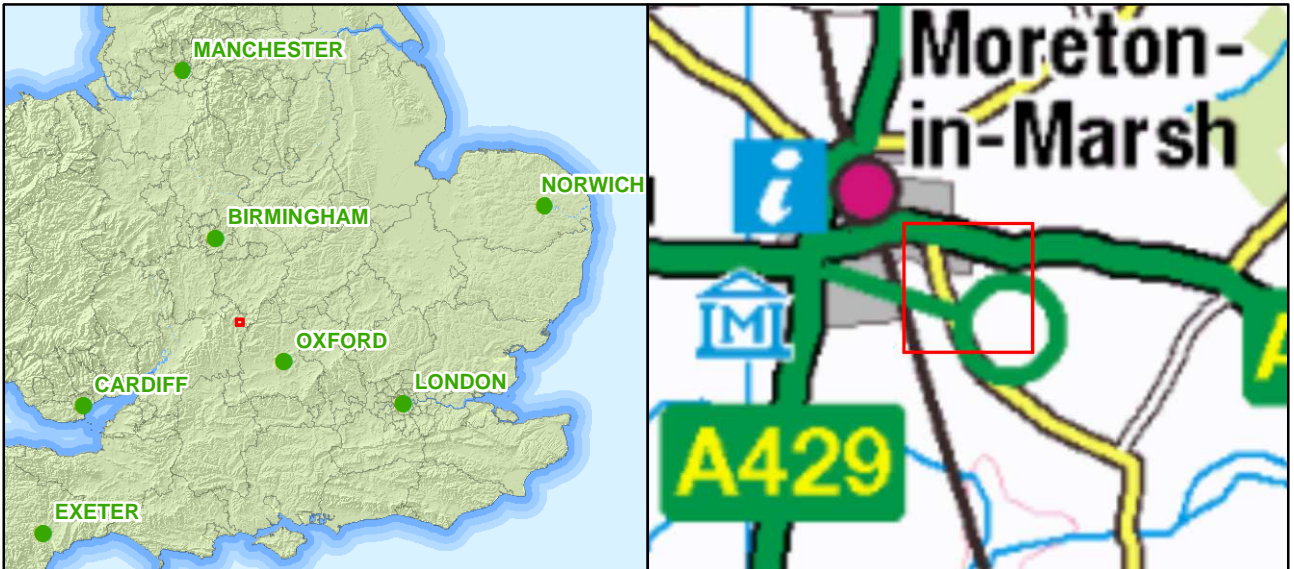 MANCHESTER
NORWICH
BIRMINGHAM
OXFORD
CARDIFF
LONDON
EXETER
Moreton-
in-Marsh
i
M
A
A429